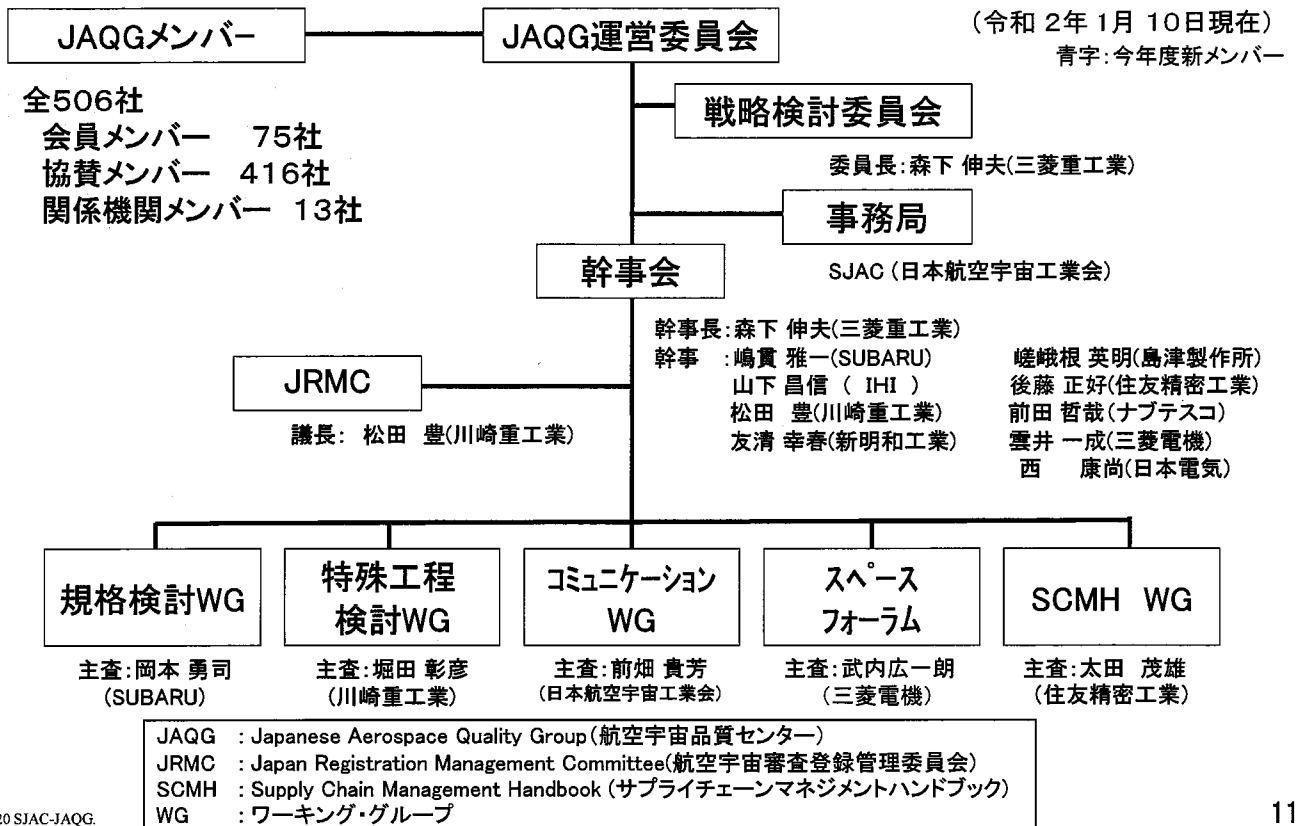 JAQGメンバー
JAQG運営委員会
(令和 2年 1月 10日現在)
青字:今年度新メンバー
全506社
会員メンバー 75社
協賛メンバー 416社
関係機関メンバー 13社
戦略検討委員会
委員長:森下 伸夫(三菱重工業)
事務局
SJAC (日本航空宇宙工業会)
幹事会
幹事長:森下 伸夫(三菱重工業)
幹事 :嶋貫 雅一(SUBARU) 嵯峨根 英明(島津製作所)
山下 昌信 ( IHI ) 後藤 正好(住友精密工業)
松田 豊(川崎重工業) 前田 哲哉(ナブテスコ)
友清 幸春(新明和工業) 雲井 一成(三菱電機)
西 康尚(日本電気)
JRMC
議長: 松田 豊(川崎重工業)
規格検討WG
主査:岡本 勇司
(SUBARU)
特殊工程
検討WG
主査:堀田 彰彦
(川崎重工業)
コミュニケーション
WG
主査:前畑 貴芳
(日本航空宇宙工業会)
スペース
フォーラム
主査:武内広一朗
(三菱電機)
SCMH WG
主査:太田 茂雄
(住友精密工業)
JAQG : Japanese Aerospace Quality Group(航空宇宙品質センター)
JRMC : Japan Registration Management Committee(航空宇宙審査登録管理委員会)
SCMH : Supply Chain Management Handbook (サプライチェーンマネジメントハンドブック)
WG : ワーキング・グループ
20 SJAC-JAQG.
11